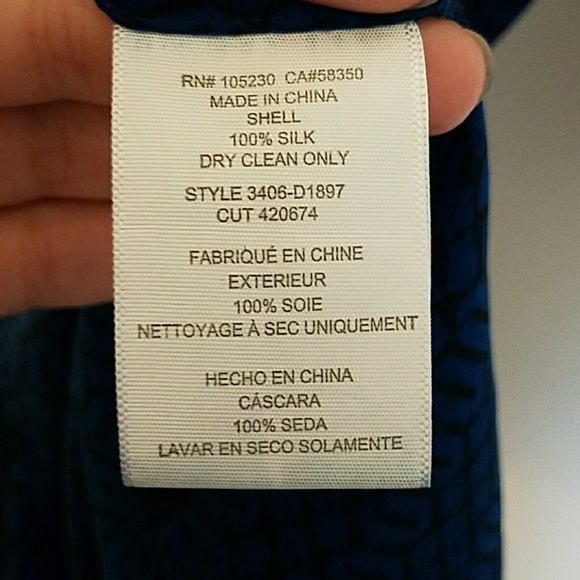 RN# 105230 CA#58350
MADE IN CHINA
SHELL
100% SILK
DRY CLEAN ONLY
STYLE 3406-D1897
CUT 420674
FABRIQUÉ EN CHINE
EXTERIEUR
100% SOIE
NETTOYAGE À SEC UNIQUEMENT
HECHO EN CHINA
CÁSCARA
100% SEDA
LAVAR EN SECO SOLAMENTE